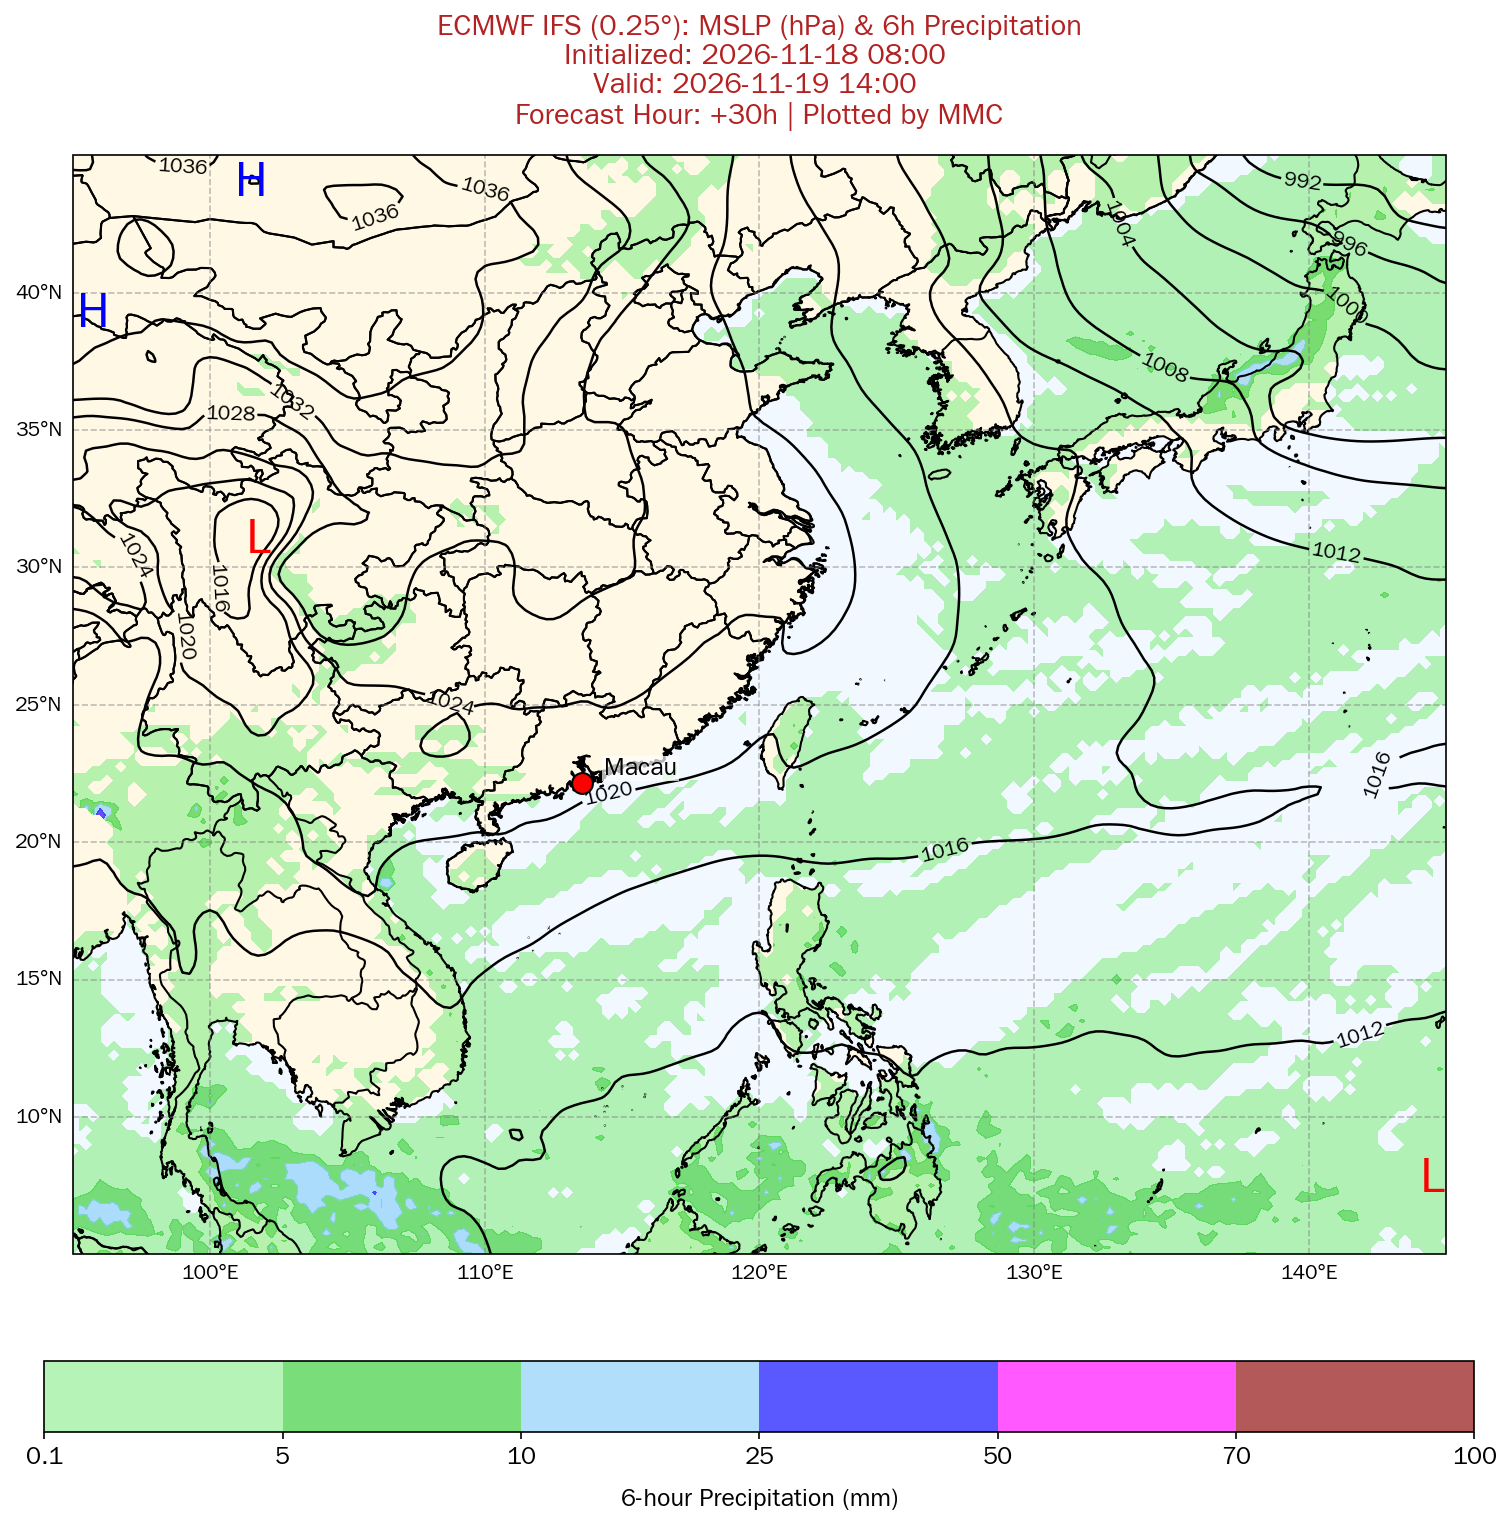 ECMWF IFS (0.25°): MSLP (hPa) & 6h Precipitation
Initialized: 2026-11-18 08:00
Valid: 2026-11-19 14:00
Forecast Hour: +30h | Plotted by MMC
1036
H
1036
1036
992
1004
996
40°N
H
1000
1008
1032
1028
35°N
L
1024
1016
1012
30°N
1020
25°N
1024
Macau
1020
1016
20°N
1016
15°N
1012
10°N
L
100°E
110°E
120°E
130°E
140°E
0.1
5
10
25
50
70
100
6-hour Precipitation (mm)